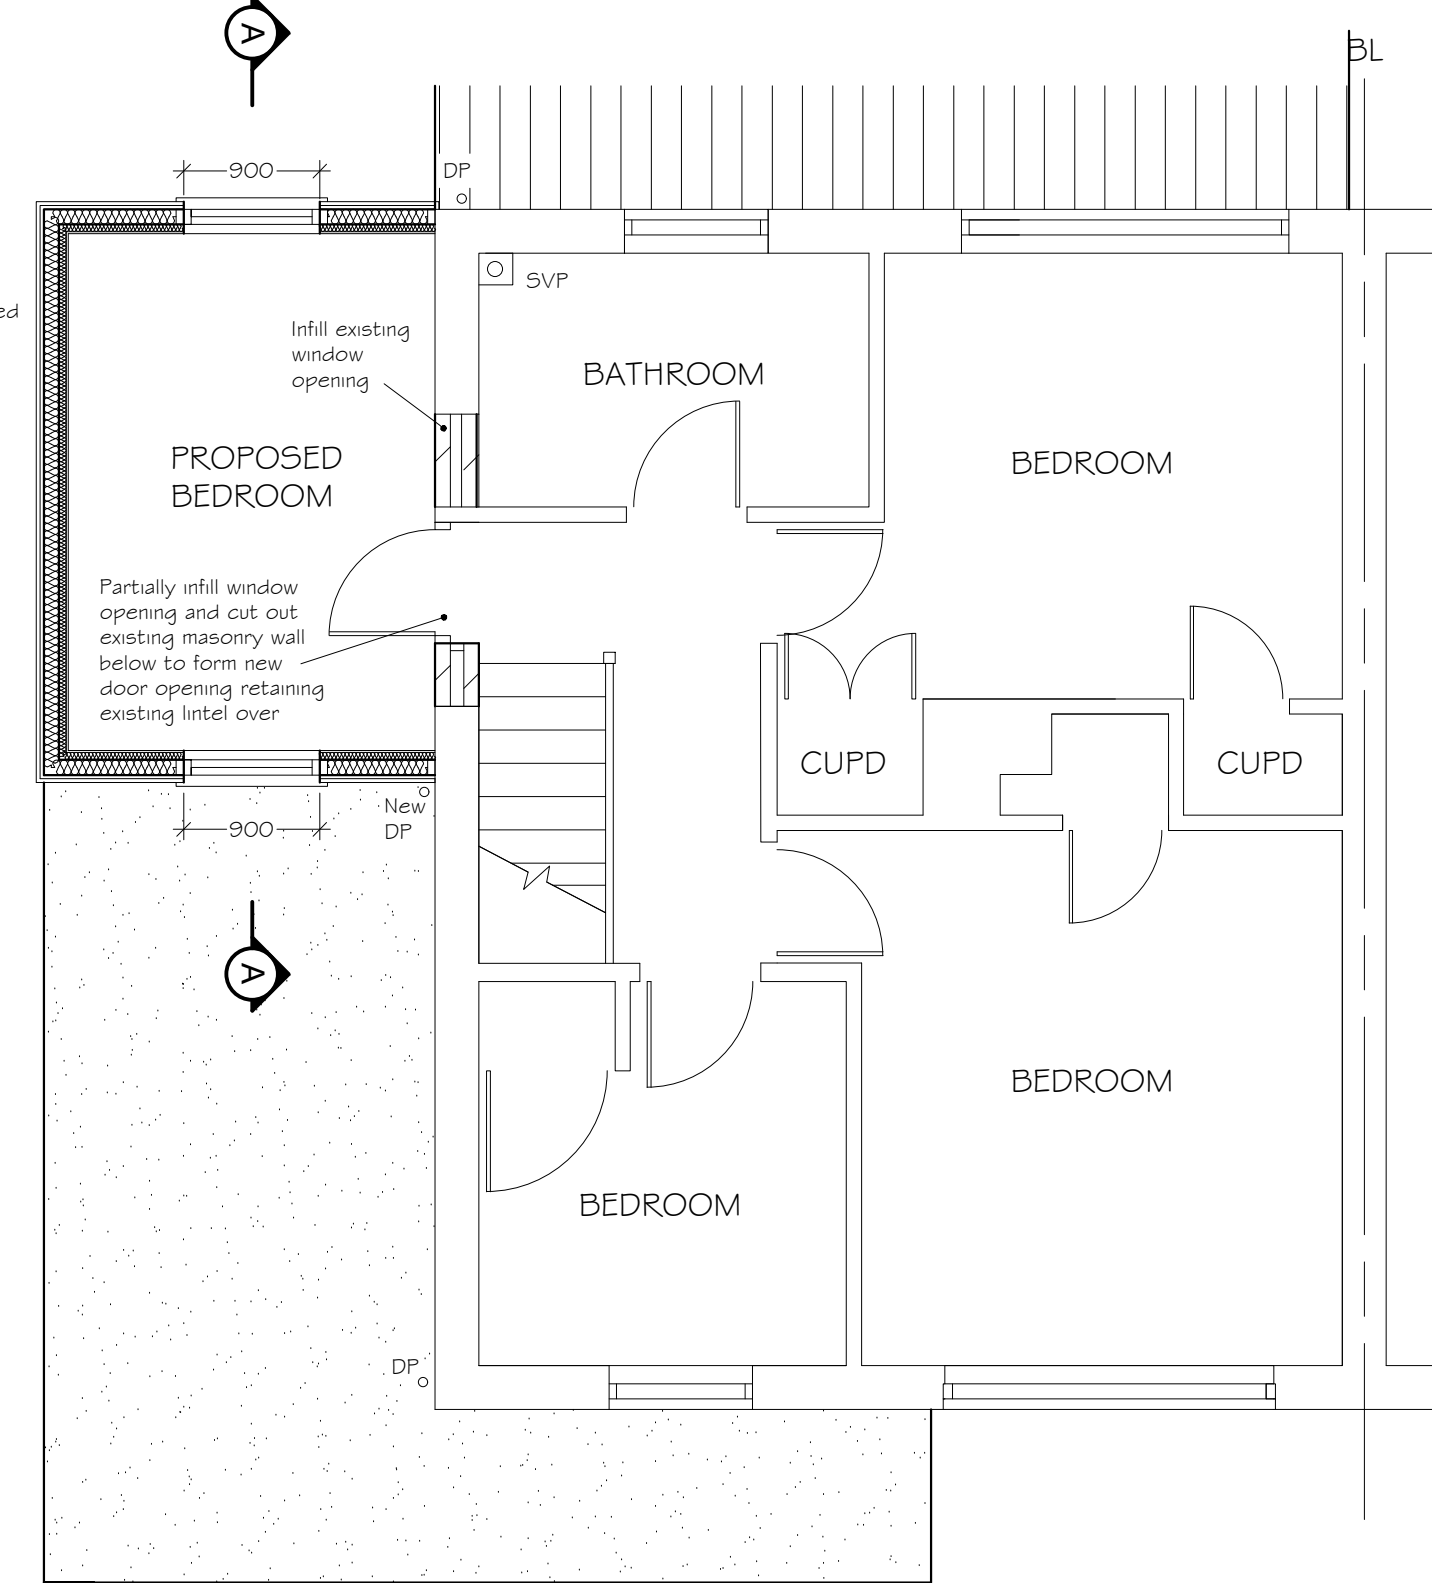 A
BL
900
DP
ed
SVP
Infill existing
window
opening
BATHROOM
PROPOSED
BEDROOM
BEDROOM
Partially infill window
opening and cut out
existing masonry wall
below to form new
door opening retaining
existing lintel over
CUPD
CUPD
New
DP
900
A
BEDROOM
BEDROOM
DP